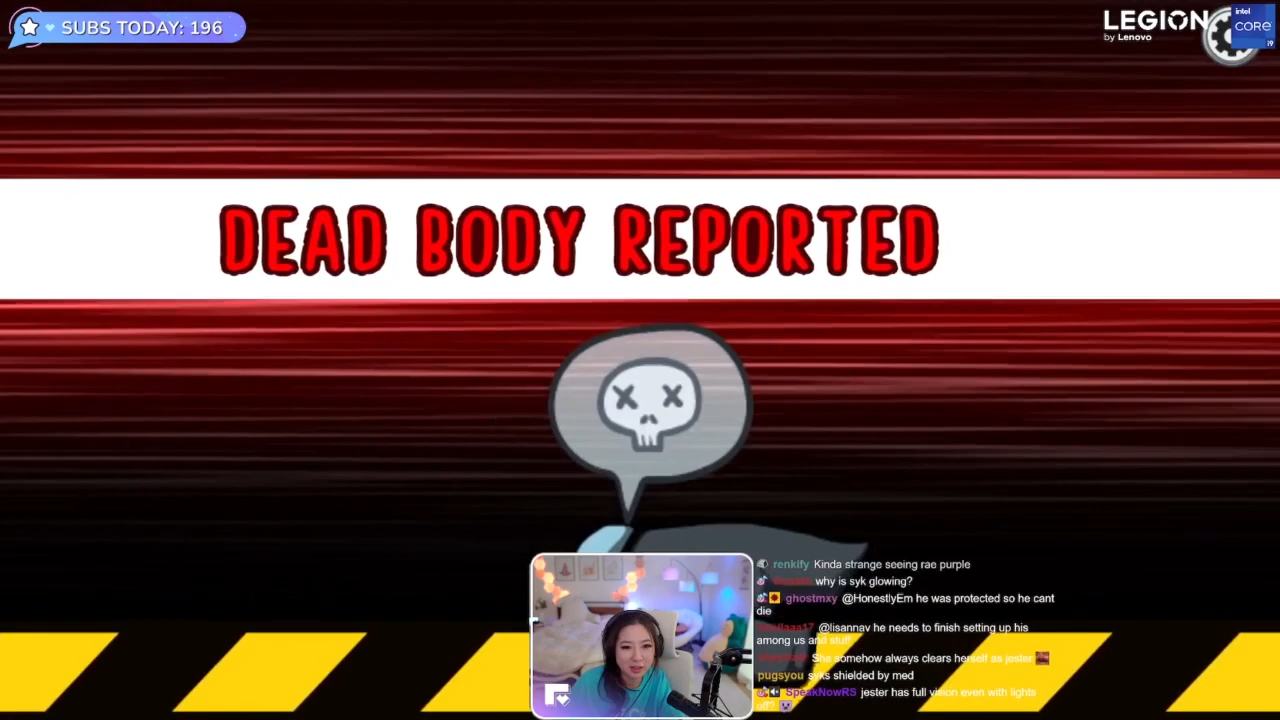 SUBS TODAY: 196
LEGION
by Lenovo
intel
CORE
i9
DEAD BODY REPORTED
renkify Kinda strange seeing rae purple
why is syk glowing?
ghostmxy @HonestlyEm he was protected so he cant
die
@lisannav he needs to finish setting up his
among us and stuff
She somehow always clears herself as jester
pugsyou syks shielded by med
SpeakNowRS jester has full vision even with lights
off?